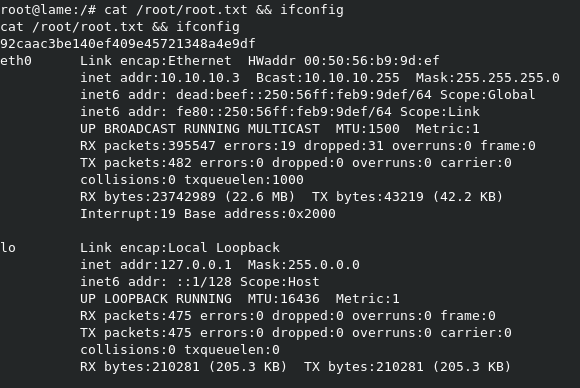 root@lame:/# cat /root/root.txt && ifconfig
cat /root/root.txt && ifconfig
92caac3be140ef409e45721348a4e9df
eth0      Link encap:Ethernet  HWaddr 00:50:56:b9:9d:ef
          inet addr:10.10.10.3  Bcast:10.10.10.255  Mask:255.255.255.0
          inet6 addr: dead:beef::250:56ff:feb9:9def/64 Scope:Global
          inet6 addr: fe80::250:56ff:feb9:9def/64 Scope:Link
          UP BROADCAST RUNNING MULTICAST  MTU:1500  Metric:1
          RX packets:395547 errors:19 dropped:31 overruns:0 frame:0
          TX packets:482 errors:0 dropped:0 overruns:0 carrier:0
          collisions:0 txqueuelen:1000
          RX bytes:23742989 (22.6 MB)  TX bytes:43219 (42.2 KB)
          Interrupt:19 Base address:0x2000

lo        Link encap:Local Loopback
          inet addr:127.0.0.1  Mask:255.0.0.0
          inet6 addr: ::1/128 Scope:Host
          UP LOOPBACK RUNNING  MTU:16436  Metric:1
          RX packets:475 errors:0 dropped:0 overruns:0 frame:0
          TX packets:475 errors:0 dropped:0 overruns:0 carrier:0
          collisions:0 txqueuelen:0
          RX bytes:210281 (205.3 KB)  TX bytes:210281 (205.3 KB)